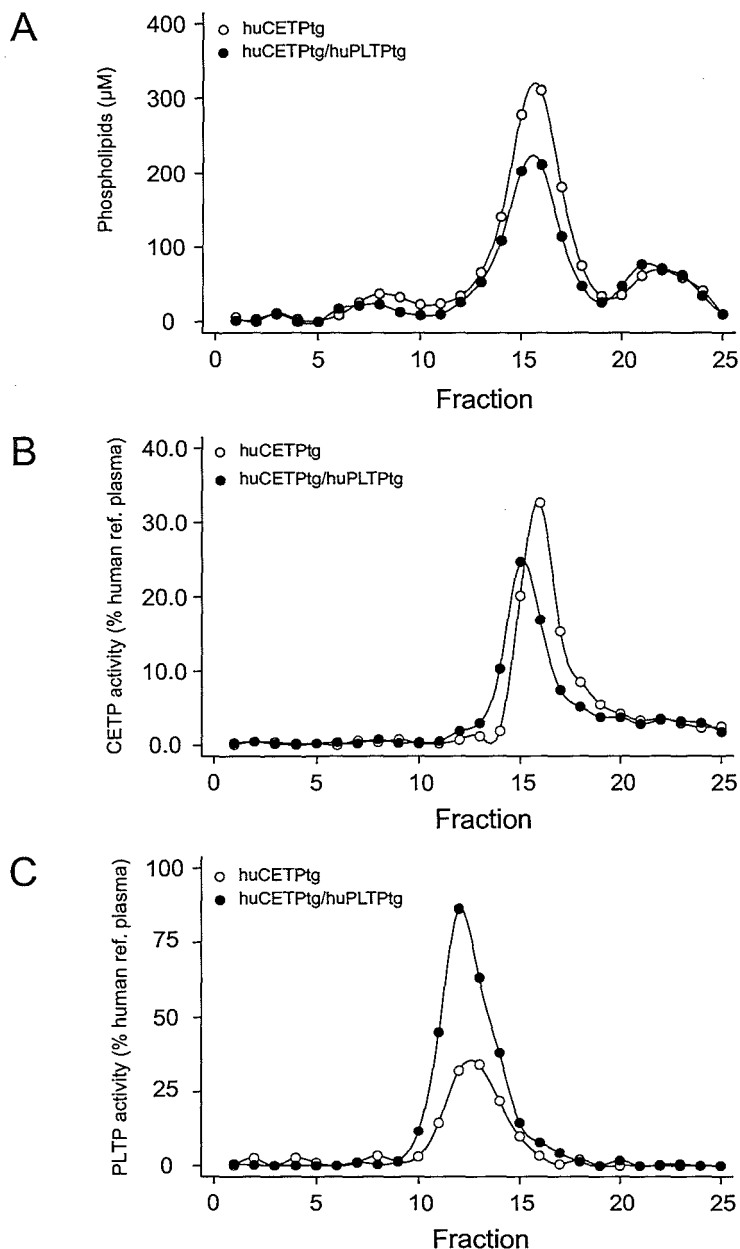 A
Phospholipids (µM)
400
300
200
100
0
huCETPtg
huCETPtg/huPLTPtg
0 5 10 15 20 25
Fraction
B
CETP activity (% human ref. plasma)
40.0
30.0
20.0
10.0
0.0
huCETPtg
huCETPtg/huPLTPtg
0 5 10 15 20 25
Fraction
C
PLTP activity (% human ref. plasma)
100
75
50
25
0
huCETPtg
huCETPtg/huPLTPtg
0 5 10 15 20 25
Fraction